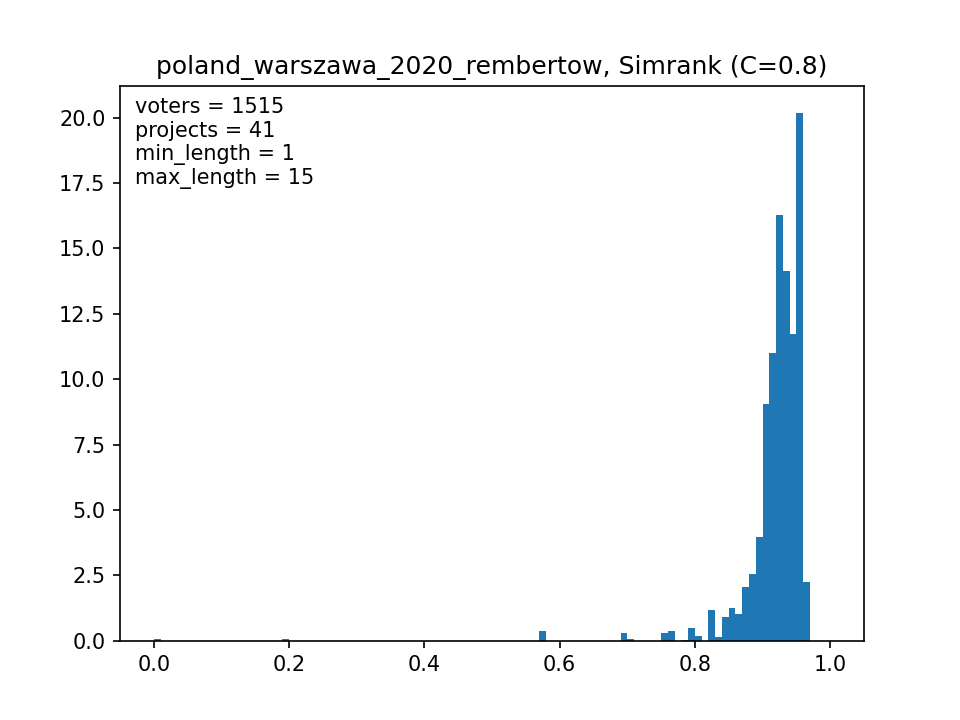 poland_warszawa_2020_rembertow, Simrank (C=0.8)
voters = 1515
projects = 41
min_length = 1
max_length = 15
20.0
17.5
15.0
12.5
10.0
7.5
5.0
2.5
0.0
0.0 0.2 0.4 0.6 0.8 1.0